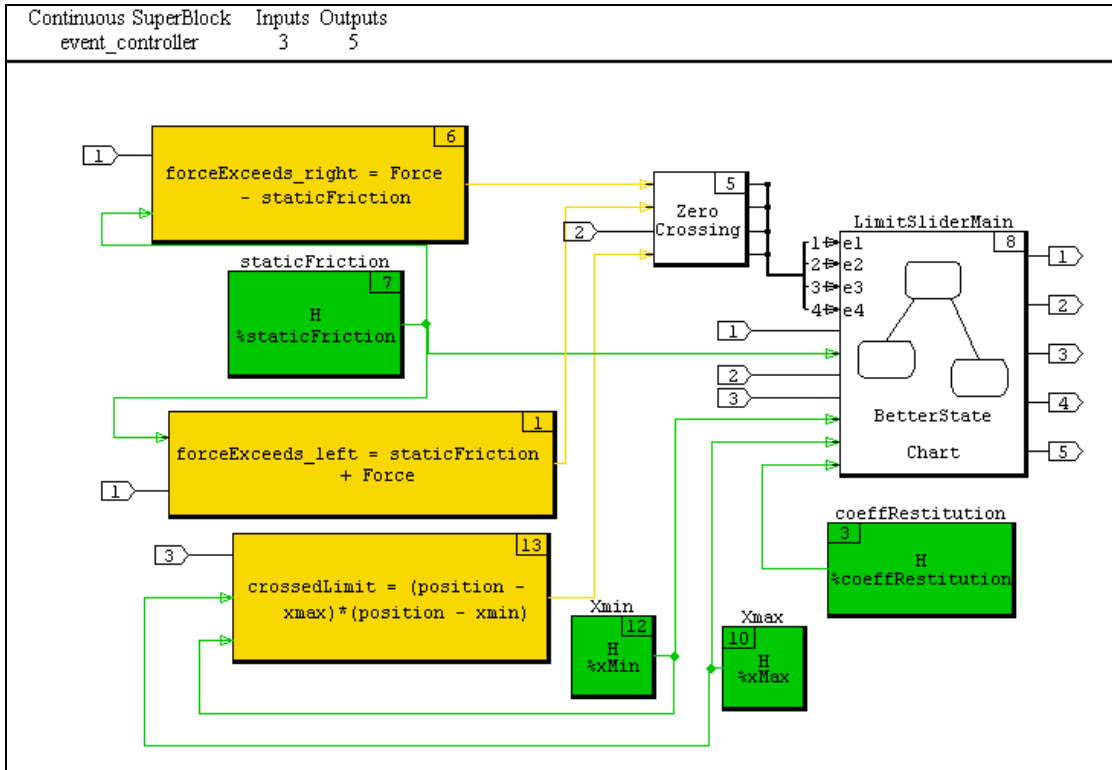 Continuous SuperBlock Inputs Outputs
event_controller 3 5
6
1
forceExceeds_right = Force
- staticFriction
5
Zero
Crossing
2
LimitSliderMain
8
1 e1
2 e2
3 e3
4 e4
1
2
3
BetterState
Chart
1
2
3
4
5
staticFriction
7
H
%staticFriction
1
forceExceeds_left = staticFriction
+ Force
1
13
3
crossedLimit = (position -
xmax)*(position - xmin)
coeffRestitution
3
H
%coeffRestitution
Xmin
12
H
%xMin
Xmax
10
H
%xMax